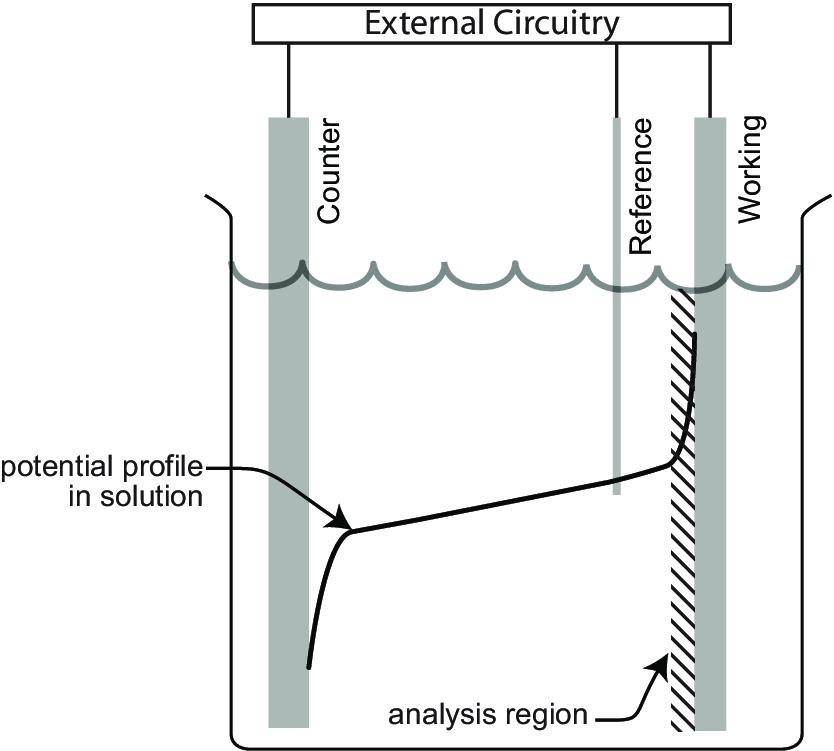 External Circuitry
Counter
Reference
Working
potential profile
in solution
analysis region